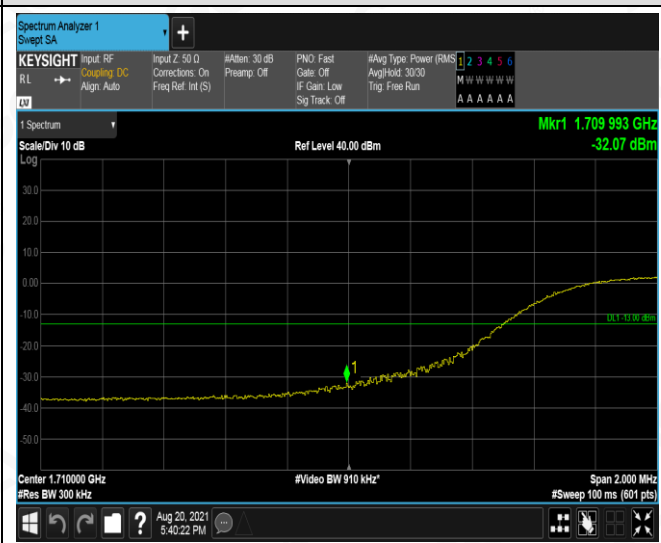 Spectrum Analyzer 1
Swept SA
+
KEYSIGHT
RL
LXI
Input: RF
Coupling: DC
Align: Auto
Input Z: 50 Ω
Corrections: On
Freq Ref: Int (S)
#Atten: 30 dB
Preamp: Off
PNO: Fast
Gate: Off
IF Gain: Low
Sig Track: Off
#Avg Type: Power (RMS
Avg|Hold: 30/30
Trig: Free Run
1 2 3 4 5 6
M W W W W W
A A A A A A
1 Spectrum
Mkr1 1.709 993 GHz
Scale/Div 10 dB
Ref Level 40.00 dBm
-32.07 dBm
Log
30.0
20.0
10.0
0.00
-10.0
DL1 -13.00 dBm
-20.0
1
-30.0
-40.0
-50.0
Center 1.710000 GHz
#Video BW 910 kHz*
Span 2.000 MHz
#Res BW 300 kHz
#Sweep 100 ms (601 pts)
?
Aug 20, 2021
5:40:22 PM